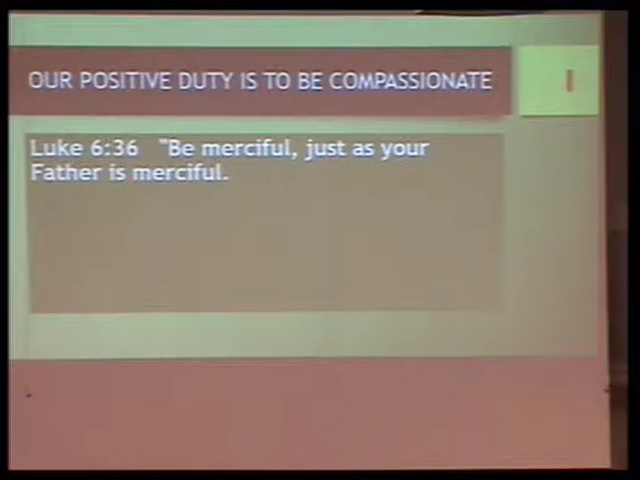 OUR POSITIVE DUTY IS TO BE COMPASSIONATE
I
Luke 6:36 "Be merciful, just as your
Father is merciful.